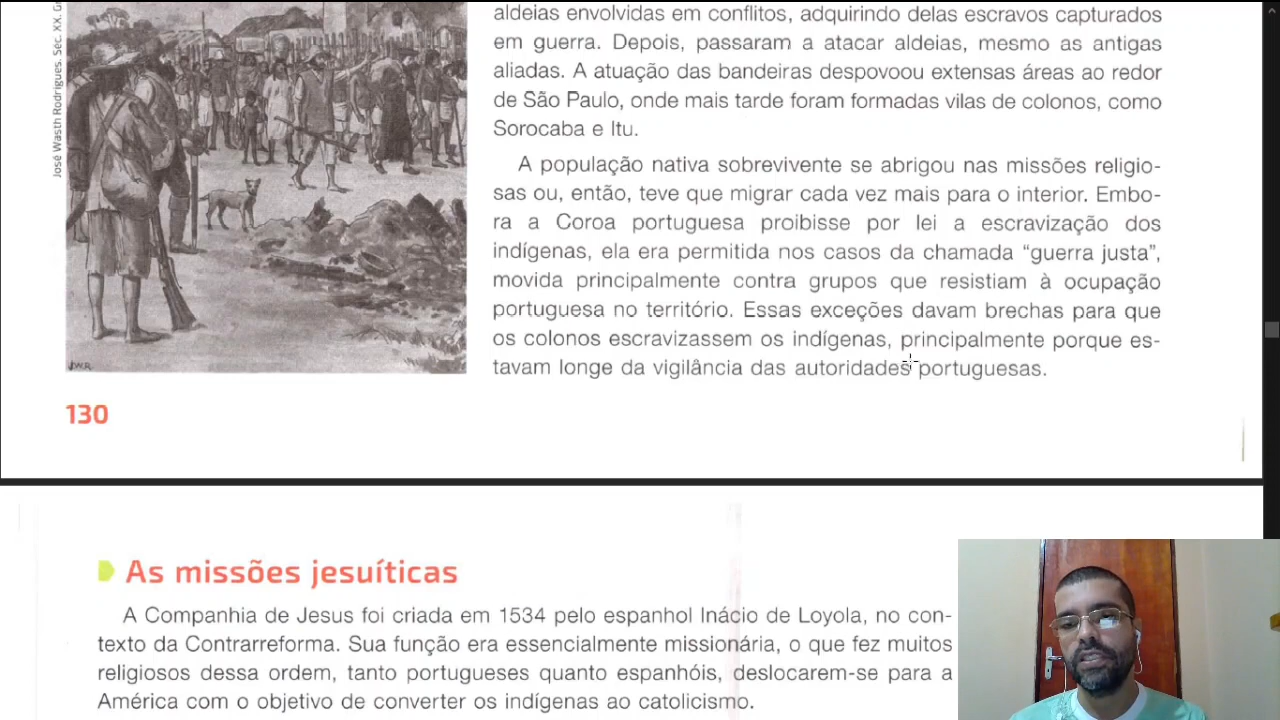 José Wasth Rodrigues. Séc. XX.
aldeias envolvidas em conflitos, adquirindo delas escravos capturados
em guerra. Depois, passaram a atacar aldeias, mesmo as antigas
aliadas. A atuação das bandeiras despovoou extensas áreas ao redor
de São Paulo, onde mais tarde foram formadas vilas de colonos, como
Sorocaba e Itu.
A população nativa sobrevivente se abrigou nas missões religio-
sas ou, então, teve que migrar cada vez mais para o interior. Embo-
ra a Coroa portuguesa proibisse por lei a escravização dos
indígenas, ela era permitida nos casos da chamada “guerra justa”,
movida principalmente contra grupos que resistiam à ocupação
portuguesa no território. Essas exceções davam brechas para que
os colonos escravizassem os indígenas, principalmente porque es-
tavam longe da vigilância das autoridades portuguesas.
J.W.R.
130
As missões jesuíticas
A Companhia de Jesus foi criada em 1534 pelo espanhol Inácio de Loyola, no con-
texto da Contrarreforma. Sua função era essencialmente missionária, o que fez muitos
religiosos dessa ordem, tanto portugueses quanto espanhóis, deslocarem-se para a
América com o objetivo de converter os indígenas ao catolicismo.